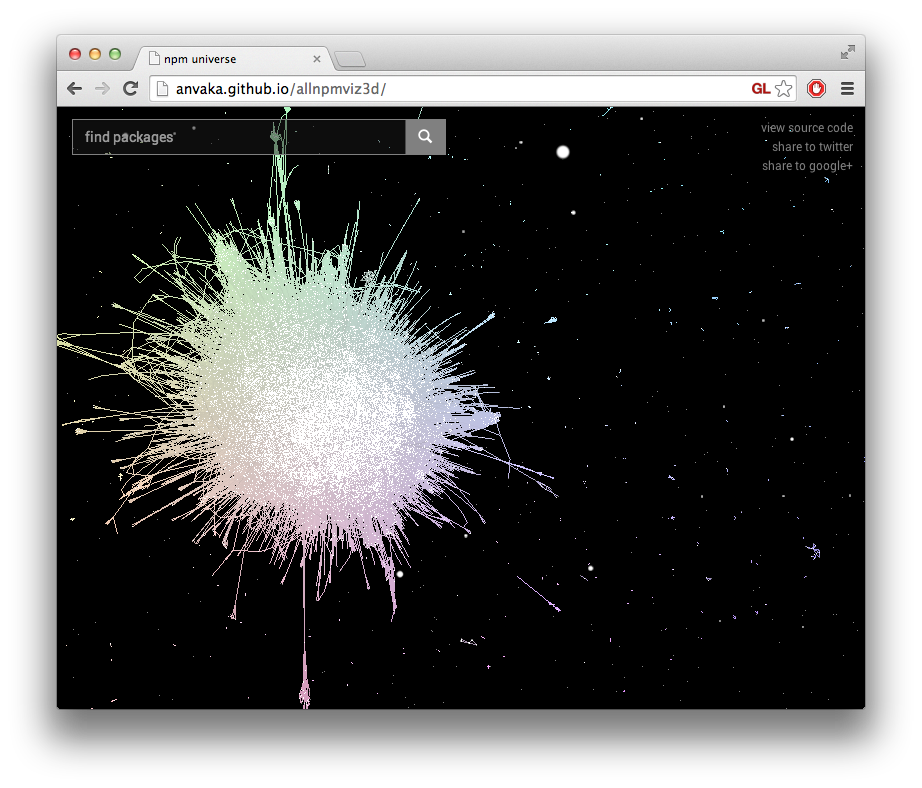 npm universe
anvaka.github.io/allnpmviz3d/
GL
find packages
view source code
share to twitter
share to google+